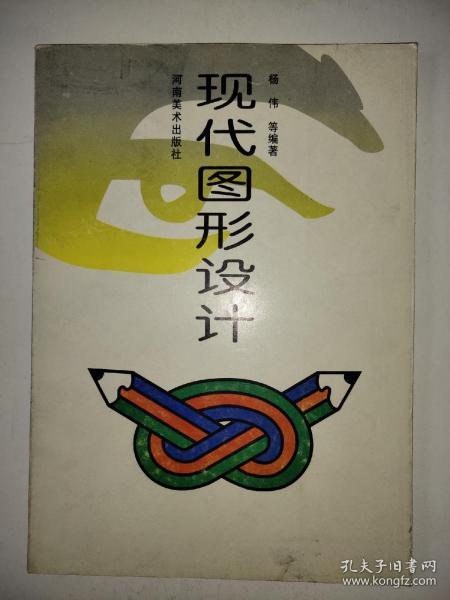 杨伟 等编著
现代图形设计
河南美术出版社
孔夫子旧书网
www.kongfz.com